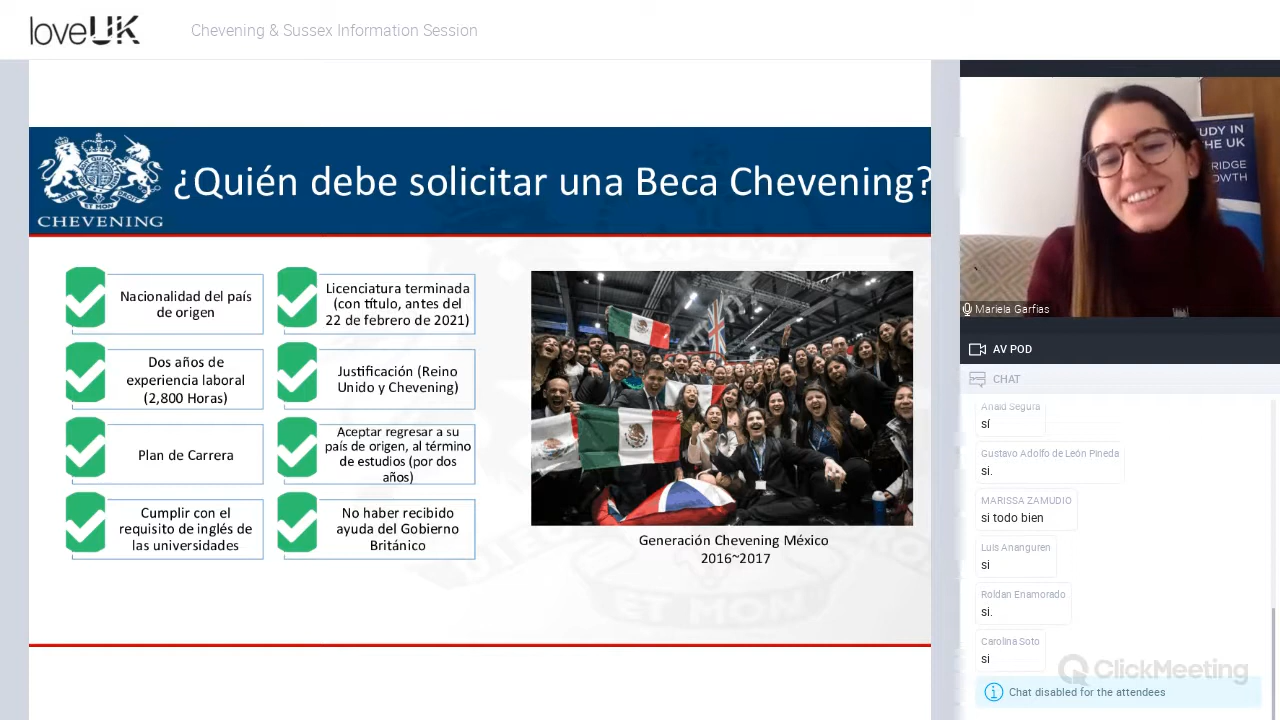 loveUK
Chevening & Sussex Information Session
CHEVENING
¿Quién debe solicitar una Beca Chevening?
Nacionalidad del país
de origen
Licenciatura terminada
(con título, antes del
22 de febrero de 2021)
Dos años de
experiencia laboral
(2,800 Horas)
Justificación (Reino
Unido y Chevening)
Plan de Carrera
Aceptar regresar a su
país de origen, al término
de estudios (por dos
años)
Cumplir con el
requisito de inglés de
las universidades
No haber recibido
ayuda del Gobierno
Británico
Generación Chevening México
2016~2017
ET MON
UDY IN
HE UK
RIDGE
OWTH
Mariela Garfias
AV POD
CHAT
Anaid Segura
sí
Gustavo Adolfo de León Pineda
si.
MARISSA ZAMUDIO
si todo bien
Luis Ananguren
si
Roldan Enamorado
si.
Carolina Soto
si
ClickMeeting
Chat disabled for the attendees